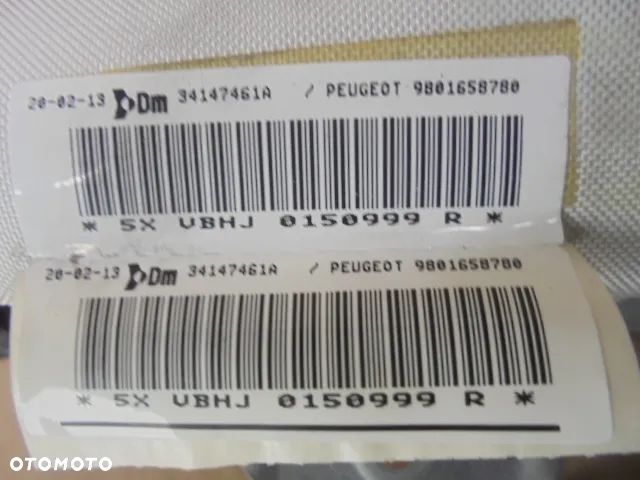 20-02-13 Dm 34147461A / PEUGEOT 9801658780
* 5X VBHJ 0150999 R *
20-02-13 Dm 34147461A / PEUGEOT 9801658780
* 5X VBHJ 0150999 R *
OTOMOTO